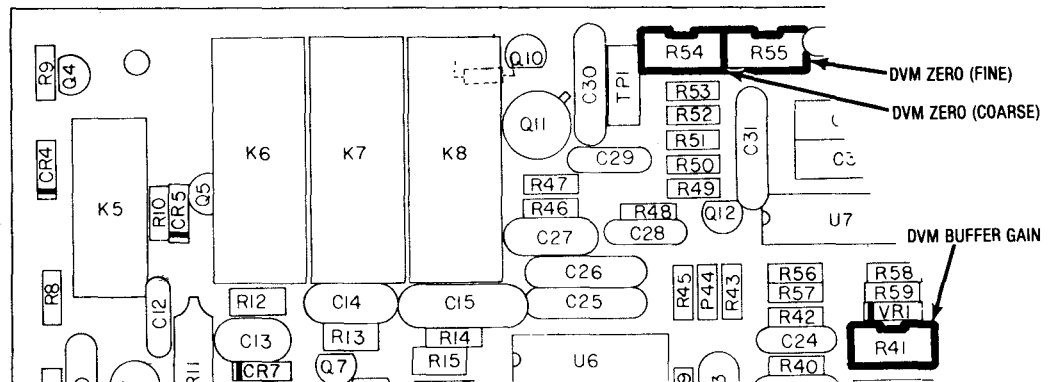 R54
R55
DVM ZERO (FINE)
DVM ZERO (COARSE)
R9
Q4
Q10
C30
TP1
R53
R52
R51
R50
R49
C31
C3
CR4
K5
R10
CR5
Q5
K6
K7
K8
Q11
C29
R47
R46
R48
Q12
C27
C28
U7
DVM BUFFER GAIN
C26
C25
R45
P44
R43
R56
R57
R42
C24
R40
R58
R59
VR1
R41
R8
C12
R12
C14
C15
C13
R13
R14
R15
CR7
Q7
R11
U6